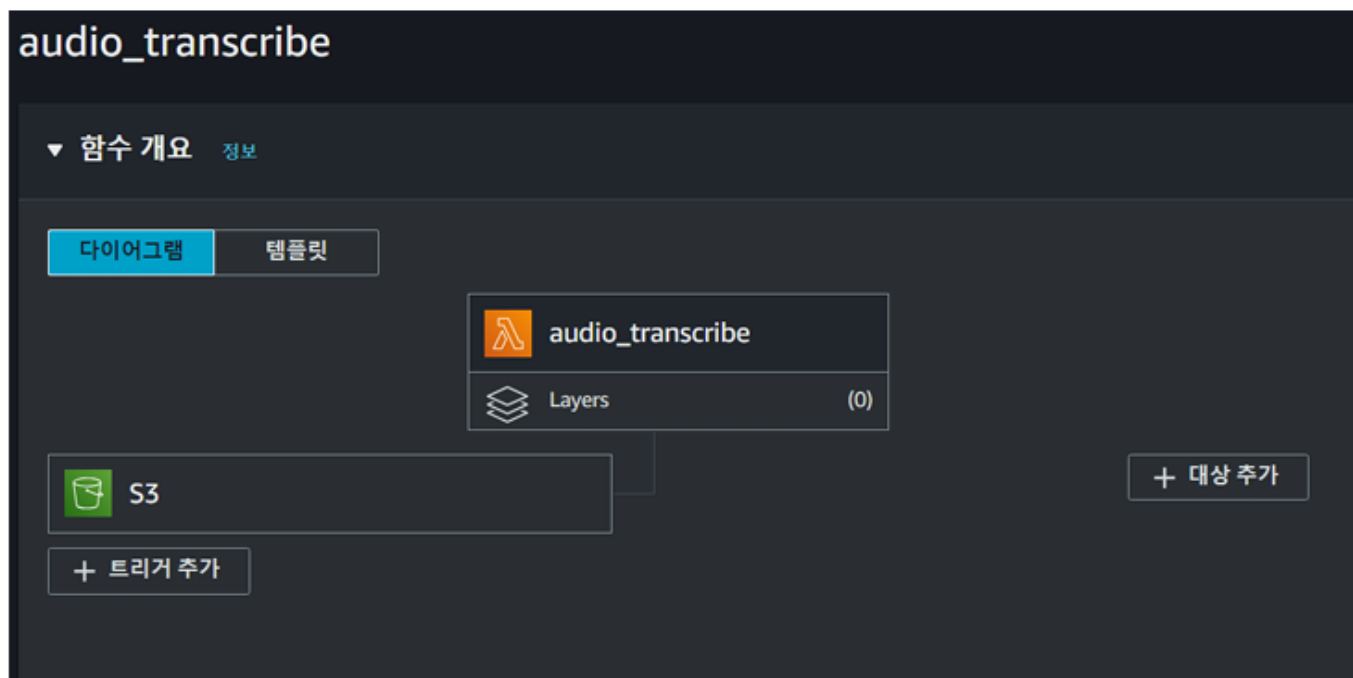 audio_transcribe
함수 개요 정보
다이어그램 템플릿
audio_transcribe
Layers (0)
S3
+ 대상 추가
+ 트리거 추가